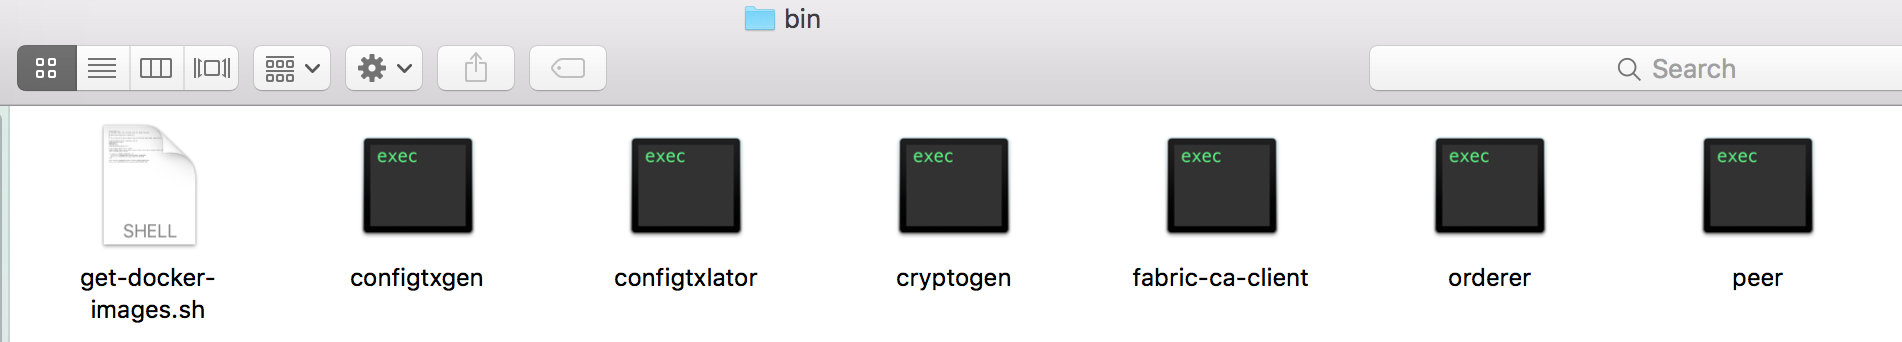 bin
Search
SHELL
exec
exec
exec
exec
exec
exec
get-docker-
images.sh
configtxgen
configtxlator
cryptogen
fabric-ca-client
orderer
peer